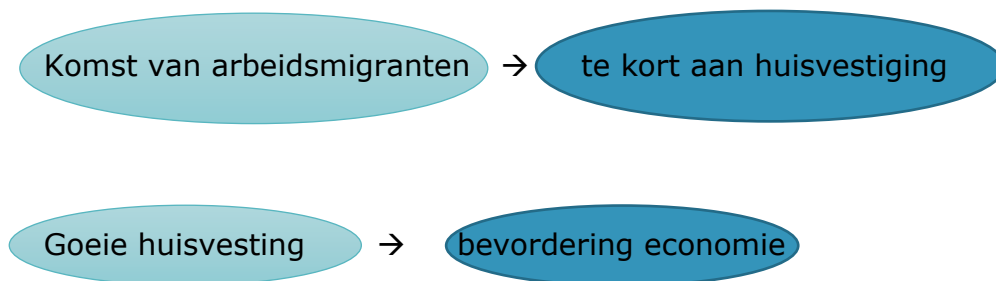 Komst van arbeidsmigranten → te kort aan huisvestiging
Goeie huisvesting → bevordering economie